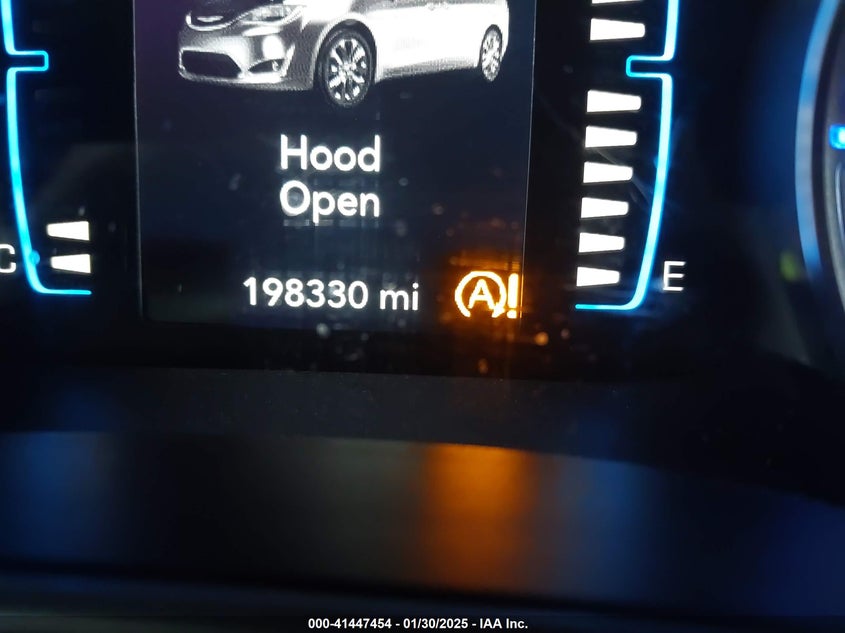 Hood
Open
C
198330 mi
A!
E
000-41447454 - 01/30/2025 - IAA Inc.